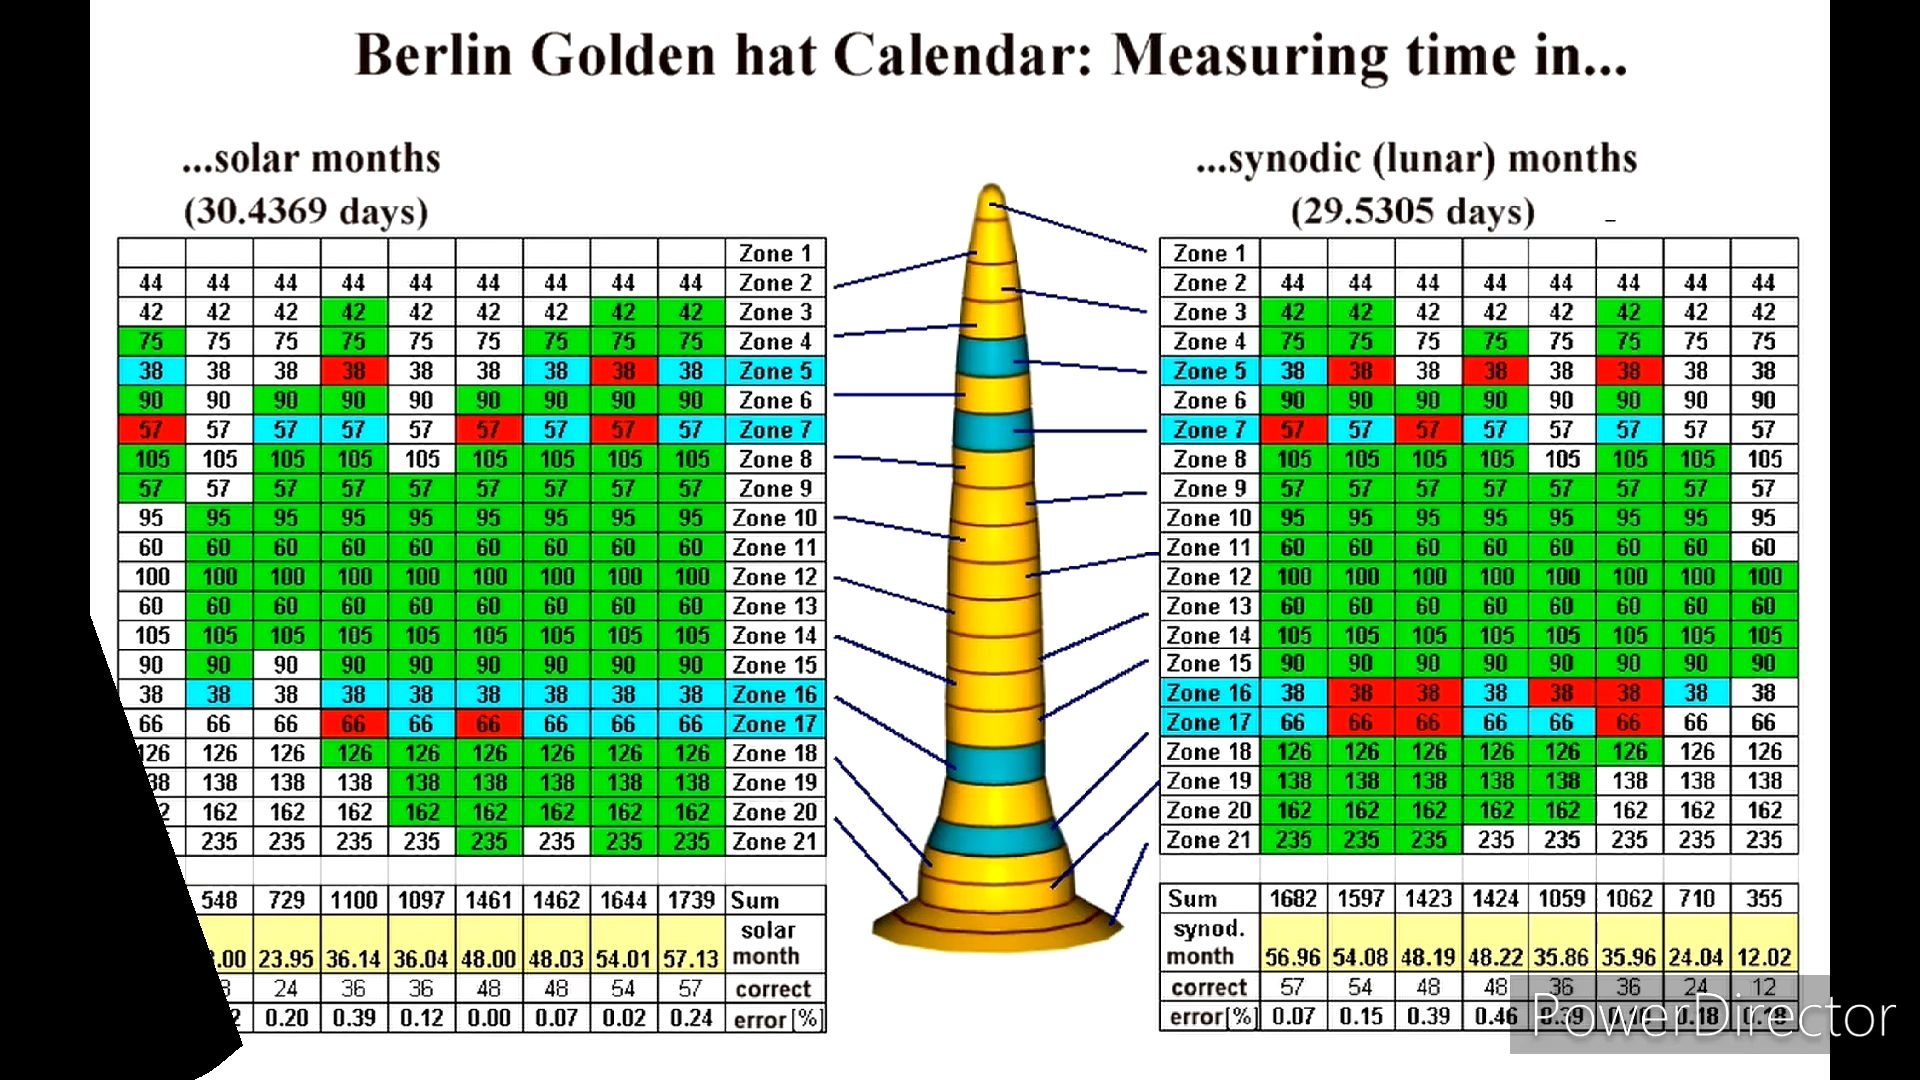 Berlin Golden hat Calendar: Measuring time in...
...solar months
(30.4369 days)
Zone 1
44 44 44 44 44 44 44 44 44 Zone 2
42 42 42 42 42 42 42 42 42 Zone 3
75 75 75 75 75 75 75 75 75 Zone 4
38 38 38 38 38 38 38 38 38 Zone 5
90 90 90 90 90 90 90 90 90 Zone 6
57 57 57 57 57 57 57 57 57 Zone 7
105 105 105 105 105 105 105 105 105 Zone 8
57 57 57 57 57 57 57 57 57 Zone 9
95 95 95 95 95 95 95 95 95 Zone 10
60 60 60 60 60 60 60 60 60 Zone 11
100 100 100 100 100 100 100 100 100 Zone 12
60 60 60 60 60 60 60 60 60 Zone 13
105 105 105 105 105 105 105 105 105 Zone 14
90 90 90 90 90 90 90 90 90 Zone 15
38 38 38 38 38 38 38 38 38 Zone 16
66 66 66 66 66 66 66 66 66 Zone 17
126 126 126 126 126 126 126 126 126 Zone 18
138 138 138 138 138 138 138 138 Zone 19
162 162 162 162 162 162 162 162 Zone 20
235 235 235 235 235 235 235 235 Zone 21
548 729 1100 1097 1461 1462 1644 1739 Sum
solar
.00 23.95 36.14 36.04 48.00 48.03 54.01 57.13 month
24 36 36 48 48 54 57 correct
0.20 0.39 0.12 0.00 0.07 0.02 0.24 error[%]
...synodic (lunar) months
(29.5305 days)
Zone 1
Zone 2 44 44 44 44 44 44 44 44
Zone 3 42 42 42 42 42 42 42 42
Zone 4 75 75 75 75 75 75 75 75
Zone 5 38 38 38 38 38 38 38 38
Zone 6 90 90 90 90 90 90 90 90
Zone 7 57 57 57 57 57 57 57 57
Zone 8 105 105 105 105 105 105 105 105
Zone 9 57 57 57 57 57 57 57 57
Zone 10 95 95 95 95 95 95 95 95
Zone 11 60 60 60 60 60 60 60 60
Zone 12 100 100 100 100 100 100 100 100
Zone 13 60 60 60 60 60 60 60 60
Zone 14 105 105 105 105 105 105 105 105
Zone 15 90 90 90 90 90 90 90 90
Zone 16 38 38 38 38 38 38 38 38
Zone 17 66 66 66 66 66 66 66 66
Zone 18 126 126 126 126 126 126 126 126
Zone 19 138 138 138 138 138 138 138 138
Zone 20 162 162 162 162 162 162 162 162
Zone 21 235 235 235 235 235 235 235 235
Sum 1682 1597 1423 1424 1059 1062 710 355
synod.
month 56.96 54.08 48.19 48.22 35.86 35.96 24.04 12.02
correct 57 54 48 48 36 36 24 12
error[%] 0.07 0.15 0.39 0.46 0.39 0.18
PowerDirector